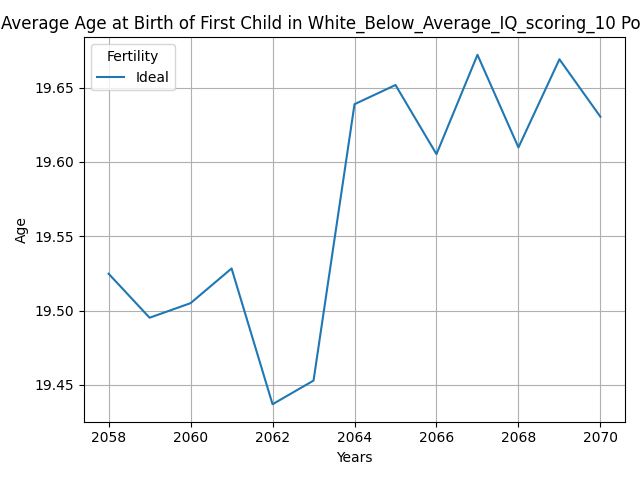 Average Age at Birth of First Child in White_Below_Average_IQ_scoring_10 Po
Fertility
Ideal
19.65
19.60
19.55
19.50
19.45
Age
2058 2060 2062 2064 2066 2068 2070
Years